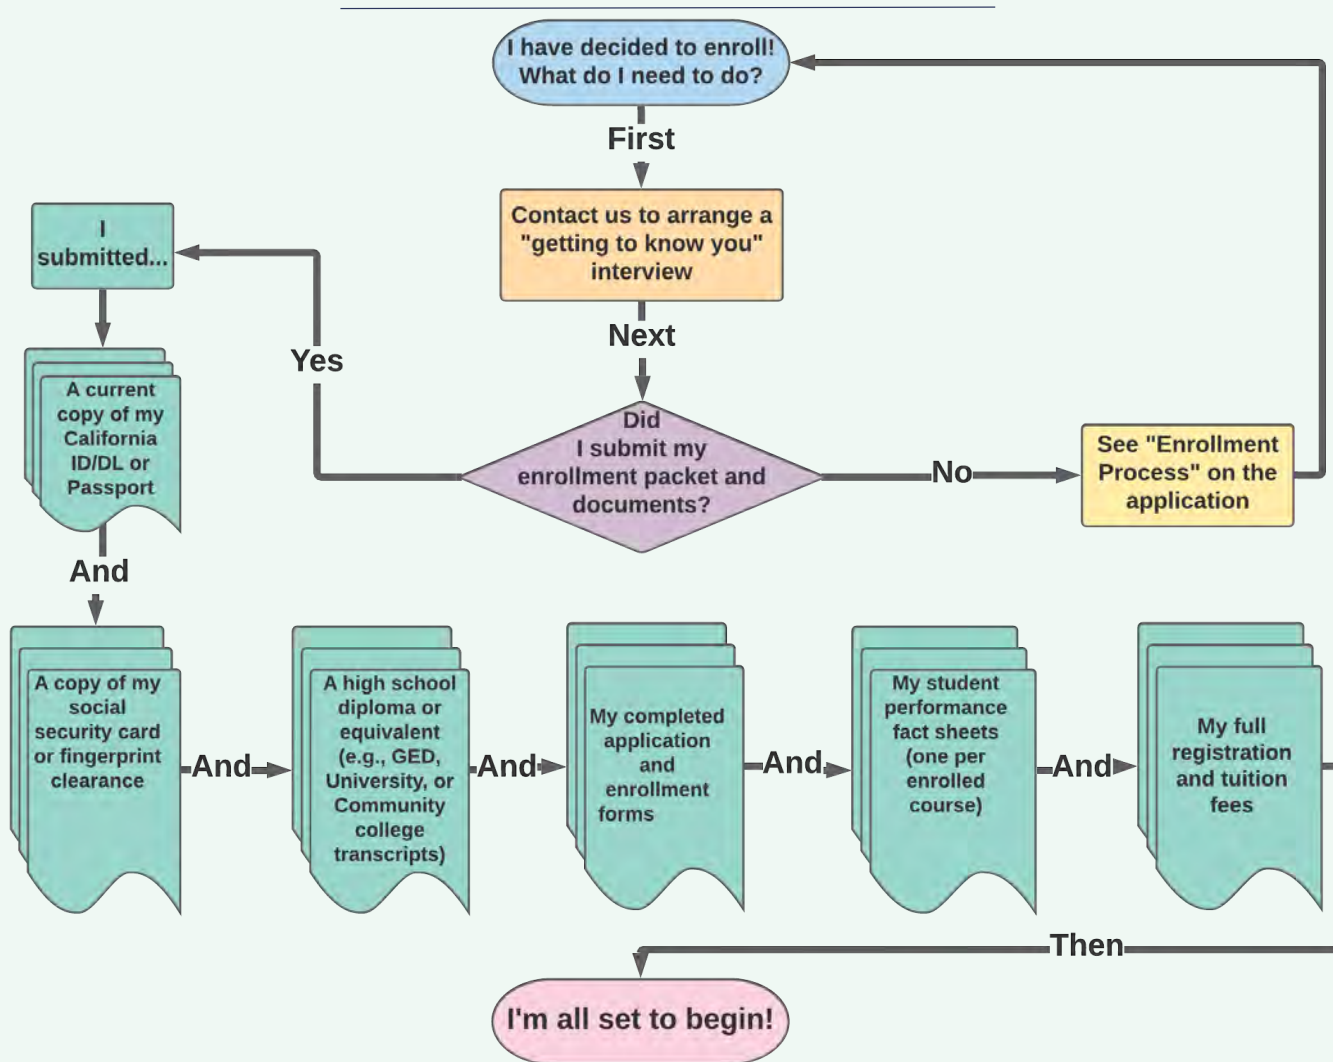 I have decided to enroll!
What do I need to do?
First
Contact us to arrange a
"getting to know you"
interview
Next
Did
I submit my
enrollment packet and
documents?
No
See "Enrollment
Process" on the
application
Yes
I
submitted...
A current
copy of my
California
ID/DL or
Passport
And
A copy of my
social
security card
or fingerprint
clearance
And
A high school
diploma or
equivalent
(e.g., GED,
University, or
Community
college
transcripts)
And
My completed
application
and
enrollment
forms
And
My student
performance
fact sheets
(one per
enrolled
course)
And
My full
registration
and tuition
fees
Then
I'm all set to begin!